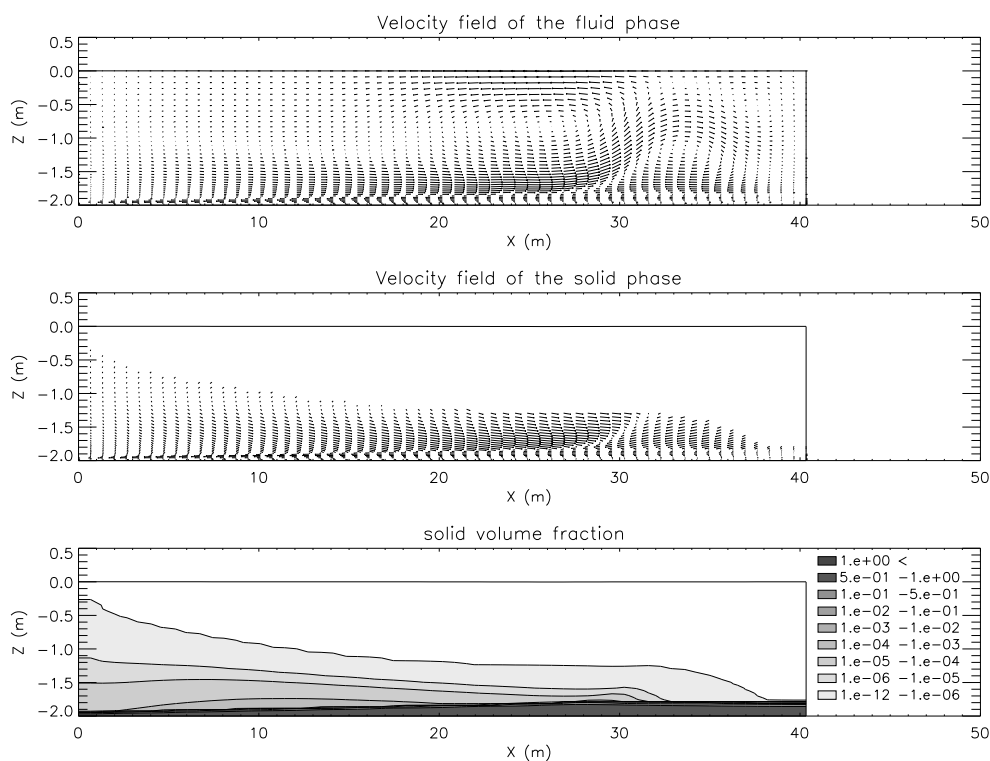 Velocity field of the fluid phase
0.5
0.0
−0.5
−1.0
−1.5
−2.0
Z (m)
0 10 20 30 40 50
X (m)
Velocity field of the solid phase
0.5
0.0
−0.5
−1.0
−1.5
−2.0
Z (m)
0 10 20 30 40 50
X (m)
solid volume fraction
0.5
0.0
−0.5
−1.0
−1.5
−2.0
Z (m)
1.e+00 <
5.e−01 −1.e+00
1.e−01 −5.e−01
1.e−02 −1.e−01
1.e−03 −1.e−02
1.e−04 −1.e−03
1.e−05 −1.e−04
1.e−06 −1.e−05
1.e−12 −1.e−06
0 10 20 30 40 50
X (m)